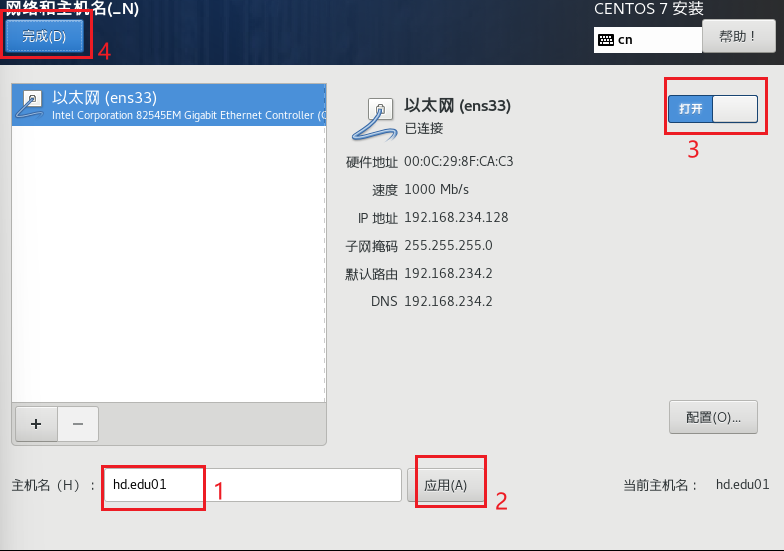 网络和主机名(_N)
CENTOS 7 安装
完成(D)
4
cn
帮助！
以太网 (ens33)
Intel Corporation 82545EM Gigabit Ethernet Controller (C
以太网 (ens33)
已连接
打开
3
硬件地址 00:0C:29:8F:CA:C3
速度 1000 Mb/s
IP 地址 192.168.234.128
子网掩码 255.255.255.0
默认路由 192.168.234.2
DNS 192.168.234.2
+ −
配置(O)...
主机名（H）： hd.edu01 1 应用(A) 2 当前主机名： hd.edu01